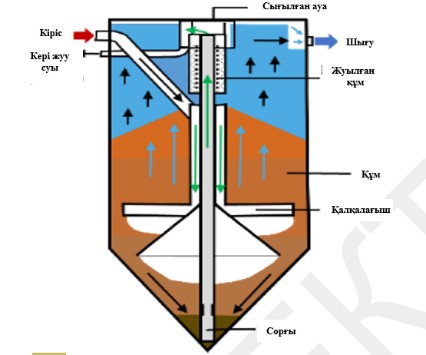 Сығылған ауа
Кіріс
Кері жуу
суы
Шығу
Жуылған
құм
Құм
Қалқалағыш
Сорғы